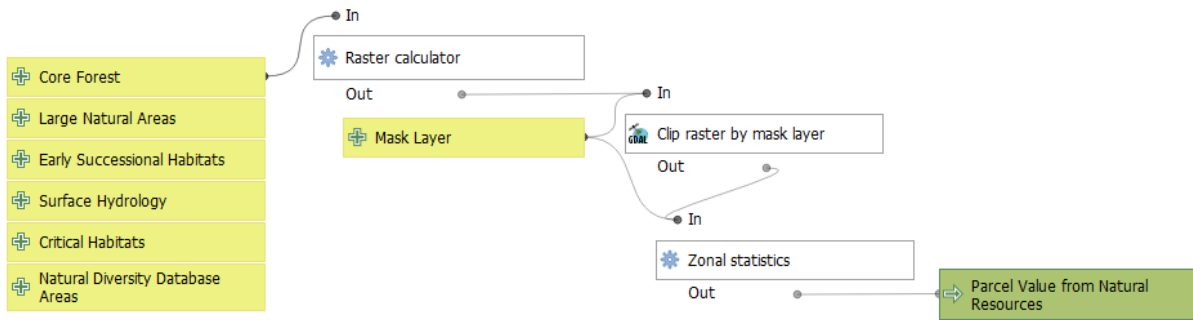 In
Raster calculator
Core Forest
Out
In
Large Natural Areas
Mask Layer
GDAL
Clip raster by mask layer
Early Successional Habitats
Out
Surface Hydrology
In
Critical Habitats
Zonal statistics
Natural Diversity Database
Areas
Out
Parcel Value from Natural
Resources